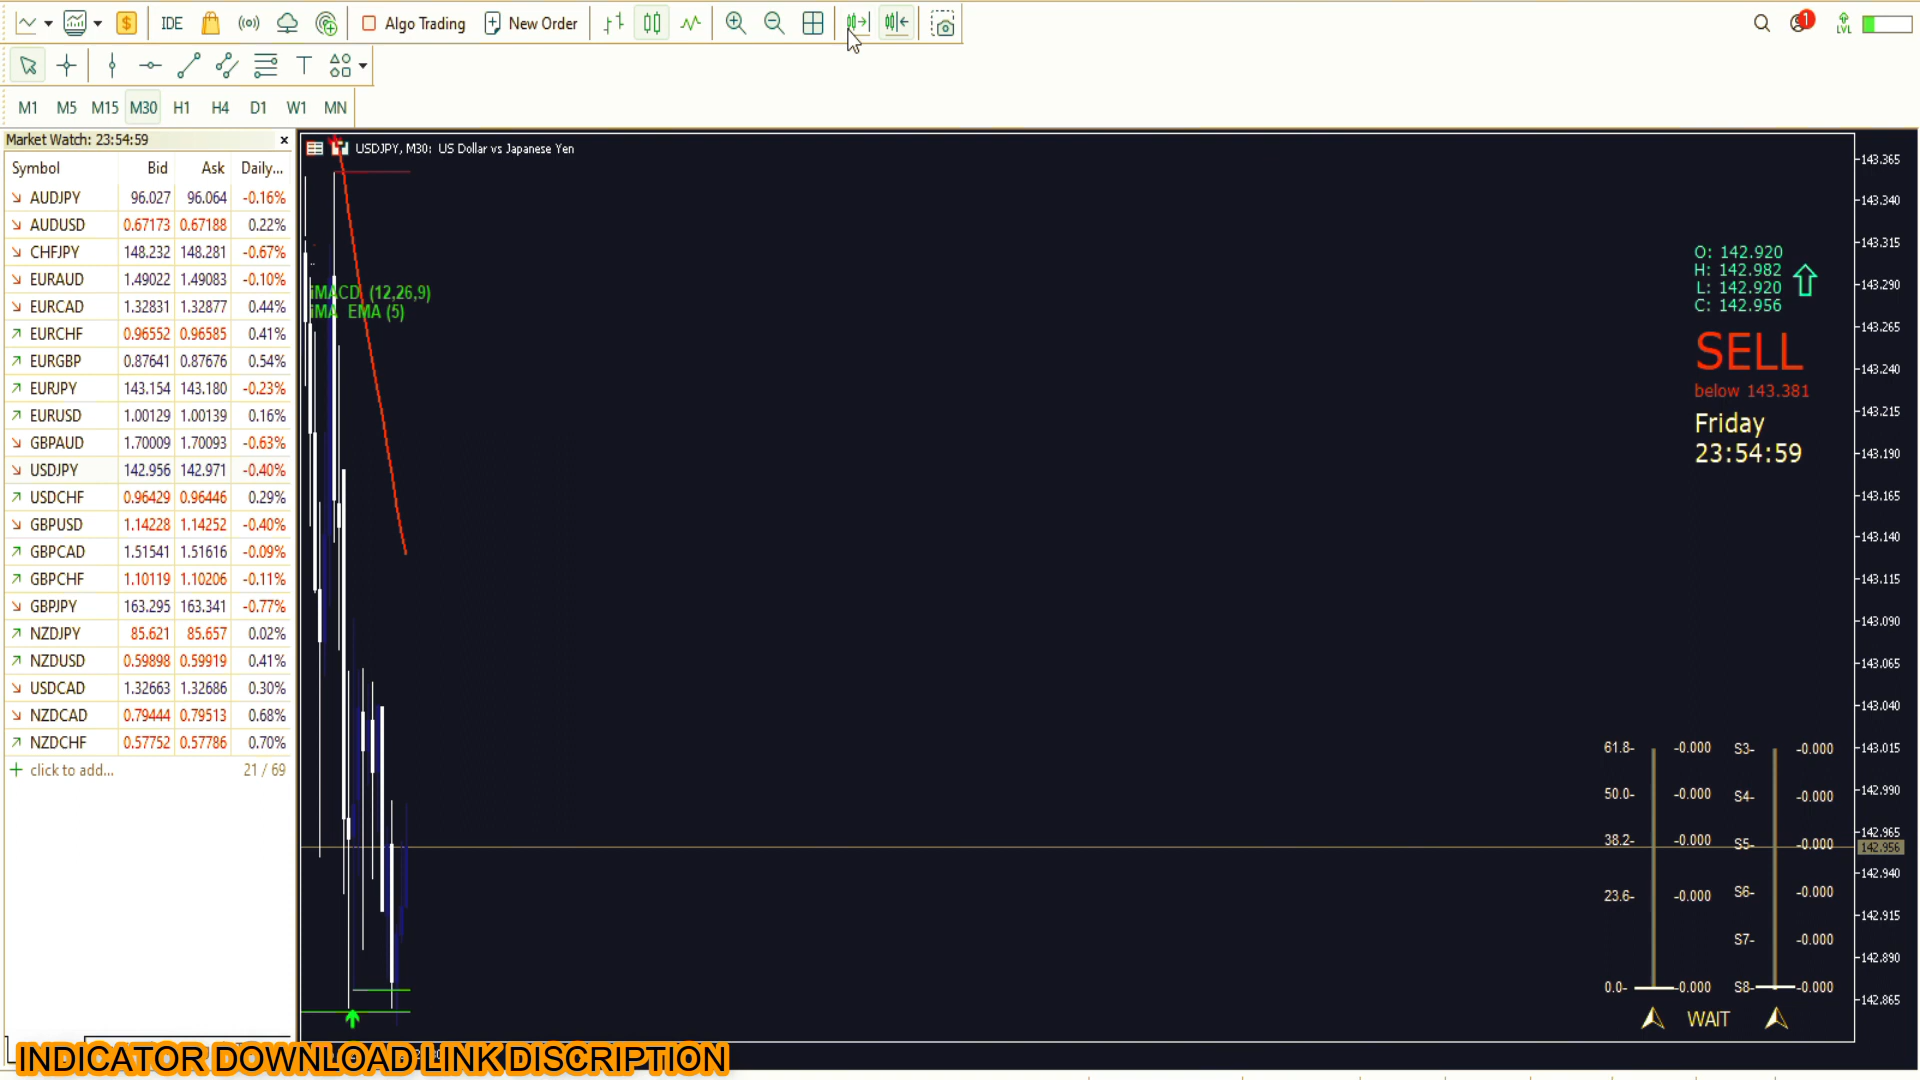 IDE Algo Trading New Order 1 LVL
M1 M5 M15 M30 H1 H4 D1 W1 MN
Market Watch: 23:54:59 ×
Symbol Bid Ask Daily...
AUDJPY 96.027 96.064 -0.16%
AUDUSD 0.67173 0.67188 0.22%
CHFJPY 148.232 148.281 -0.67%
EURAUD 1.49022 1.49083 -0.10%
EURCAD 1.32831 1.32877 0.44%
EURCHF 0.96552 0.96585 0.41%
EURGBP 0.87641 0.87676 0.54%
EURJPY 143.154 143.180 -0.23%
EURUSD 1.00129 1.00139 0.16%
GBPAUD 1.70009 1.70093 -0.63%
USDJPY 142.956 142.971 -0.40%
USDCHF 0.96429 0.96446 0.29%
GBPUSD 1.14228 1.14252 -0.40%
GBPCAD 1.51541 1.51616 -0.09%
GBPCHF 1.10119 1.10206 -0.11%
GBPJPY 163.295 163.341 -0.77%
NZDJPY 85.621 85.657 0.02%
NZDUSD 0.59898 0.59919 0.41%
USDCAD 1.32663 1.32686 0.30%
NZDCAD 0.79444 0.79513 0.68%
NZDCHF 0.57752 0.57786 0.70%
+ click to add... 21 / 69
USDJPY, M30: US Dollar vs Japanese Yen
iMACD (12,26,9)
iMA EMA (5)
O: 142.920
H: 142.982
L: 142.920
C: 142.956
SELL
below 143.381
Friday
23:54:59
61.8- -0.000 S3- -0.000
50.0- -0.000 S4- -0.000
38.2- -0.000 S5- -0.000
23.6- -0.000 S6- -0.000
S7- -0.000
0.0- -0.000 S8- -0.000
WAIT
143.365
143.340
143.315
143.290
143.265
143.240
143.215
143.190
143.165
143.140
143.115
143.090
143.065
143.040
143.015
142.990
142.965
142.956
142.940
142.915
142.890
142.865
INDICATOR DOWNLOAD LINK DISCRIPTION